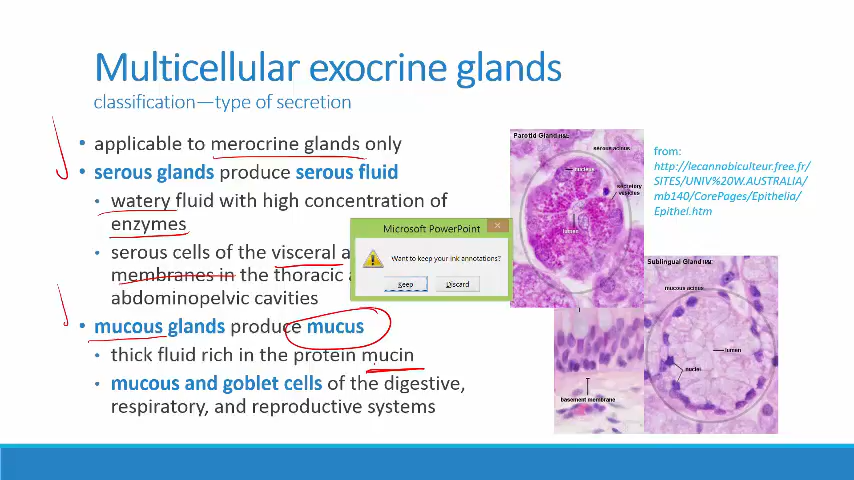 Multicellular exocrine glands
classification—type of secretion
• applicable to merocrine glands only
• serous glands produce serous fluid
• watery fluid with high concentration of
enzymes
• serous cells of the visceral a
membranes in the thoracic a
abdominopelvic cavities
• mucous glands produce mucus
• thick fluid rich in the protein mucin
• mucous and goblet cells of the digestive,
respiratory, and reproductive systems
Microsoft PowerPoint
Want to keep your ink annotations?
Keep
Discard
Parotid Gland H&E
serous acinus
nucleus
secretory
vesicles
lumen
from:
http://lecannabiculteur.free.fr/
SITES/UNIV%20W.AUSTRALIA/
mb140/CorePages/Epithelia/
Epithel.htm
Sublingual Gland H&E
mucous acinus
lumen
nuclei
basement membrane